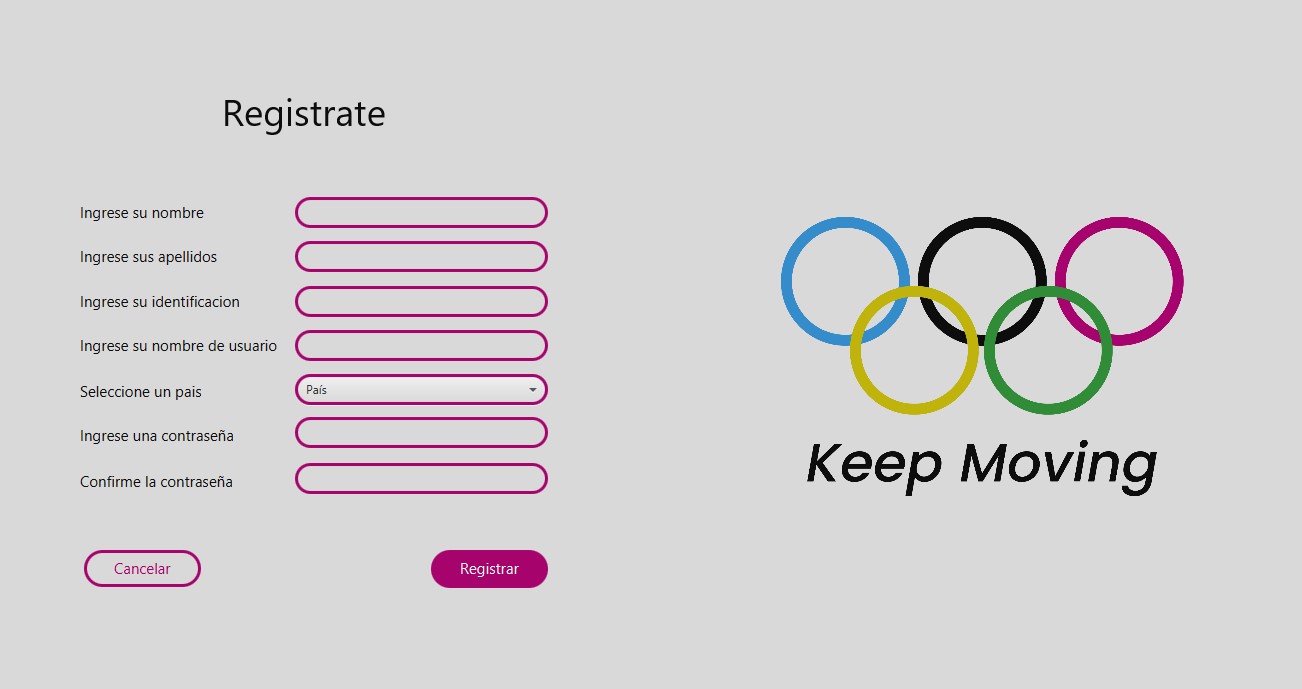 Registrate
Ingrese su nombre
Ingrese sus apellidos
Ingrese su identificacion
Ingrese su nombre de usuario
Seleccione un pais
País
Ingrese una contraseña
Confirme la contraseña
Cancelar
Registrar
Keep Moving